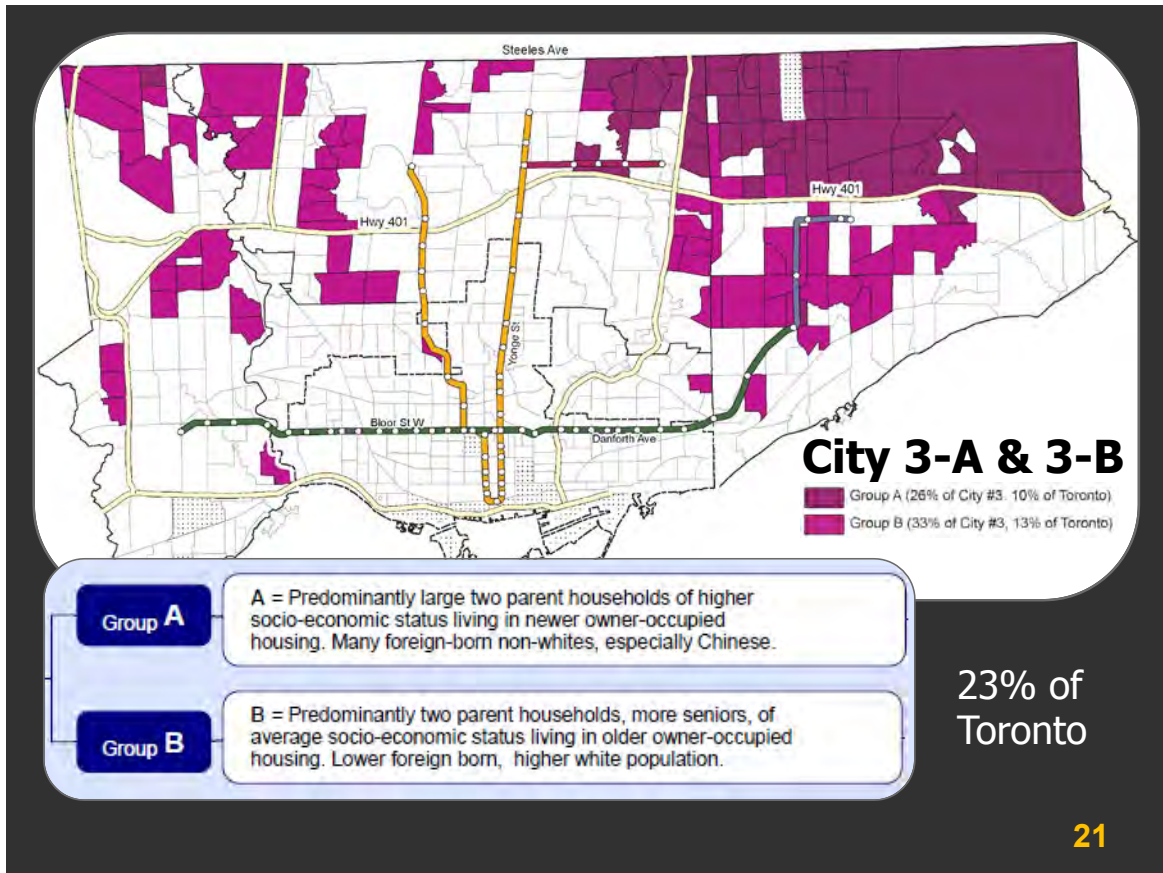 Steeles Ave
Hwy 401
Hwy 401
Yonge St
Bloor St W
Danforth Ave
City 3-A & 3-B
Group A (26% of City #3. 10% of Toronto)
Group B (33% of City #3, 13% of Toronto)
Group A
A = Predominantly large two parent households of higher
socio-economic status living in newer owner-occupied
housing. Many foreign-born non-whites, especially Chinese.
Group B
B = Predominantly two parent households, more seniors, of
average socio-economic status living in older owner-occupied
housing. Lower foreign born, higher white population.
23% of
Toronto
21